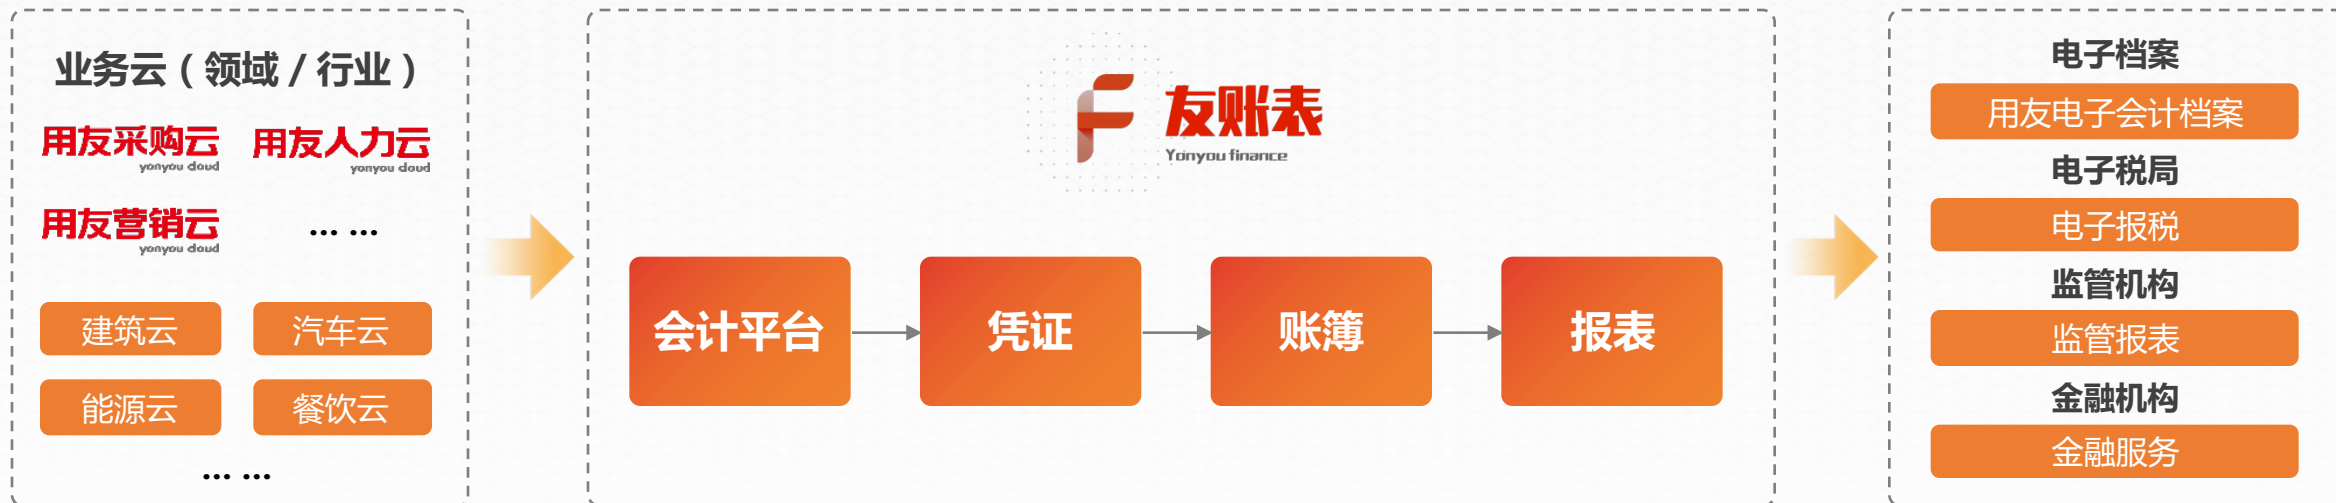 业务云（领域 / 行业）
用友采购云 用友人力云
yonyou cloud yonyou cloud
用友营销云 ... ...
yonyou cloud
建筑云 汽车云
能源云 餐饮云
... ...
友账表
Yonyou finance
会计平台 凭证 账簿 报表
电子档案
用友电子会计档案
电子税局
电子报税
监管机构
监管报表
金融机构
金融服务